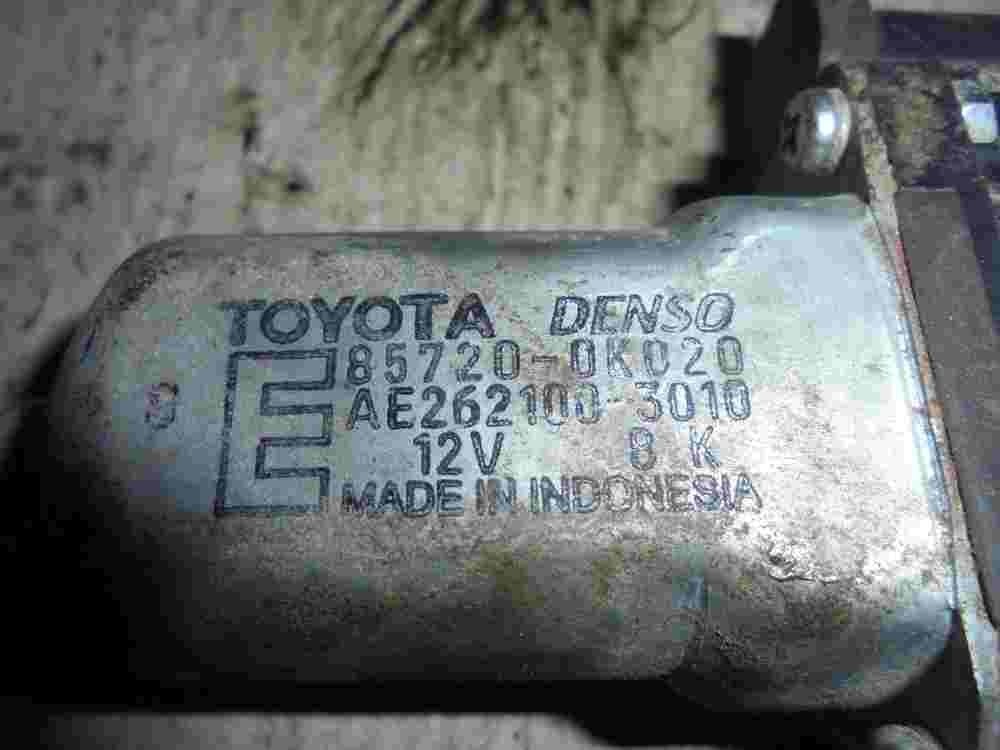 TOYOTA DENSO
E
85720-0K020
AE262100-3010
12V 8 K
MADE IN INDONESIA